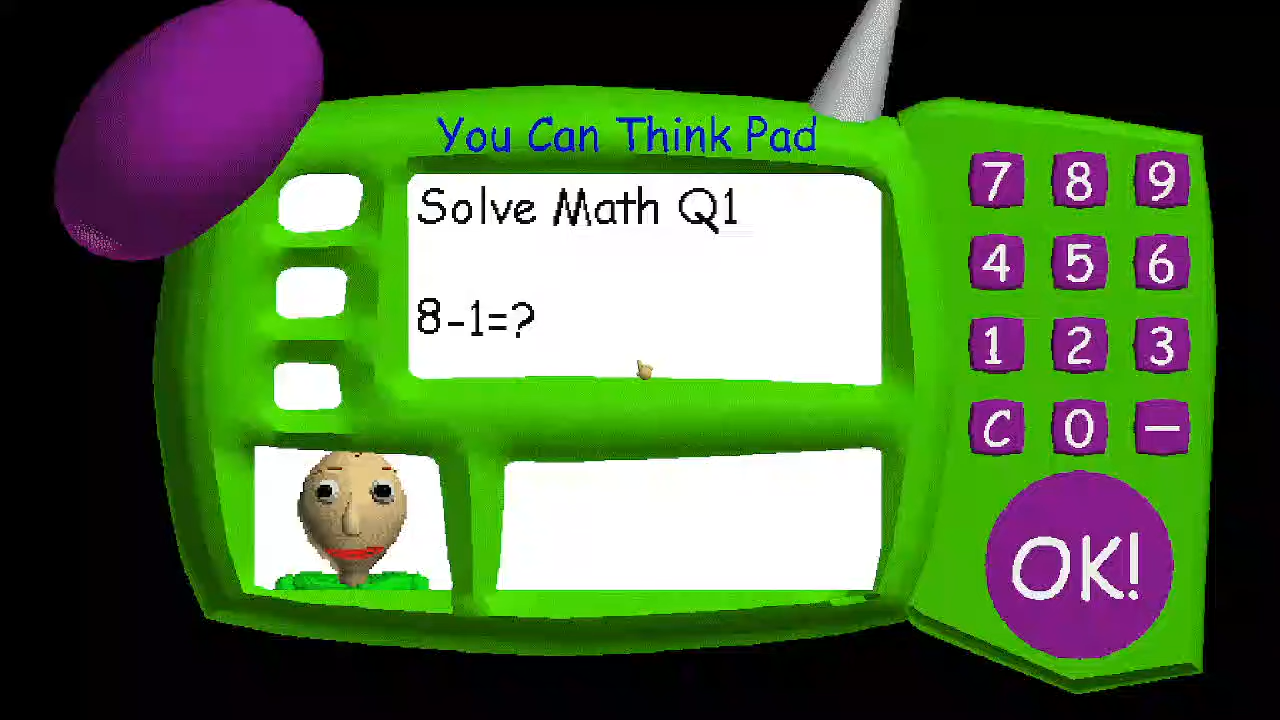 You Can Think Pad
Solve Math Q1
8-1=?
7 8 9
4 5 6
1 2 3
C 0 -
OK!